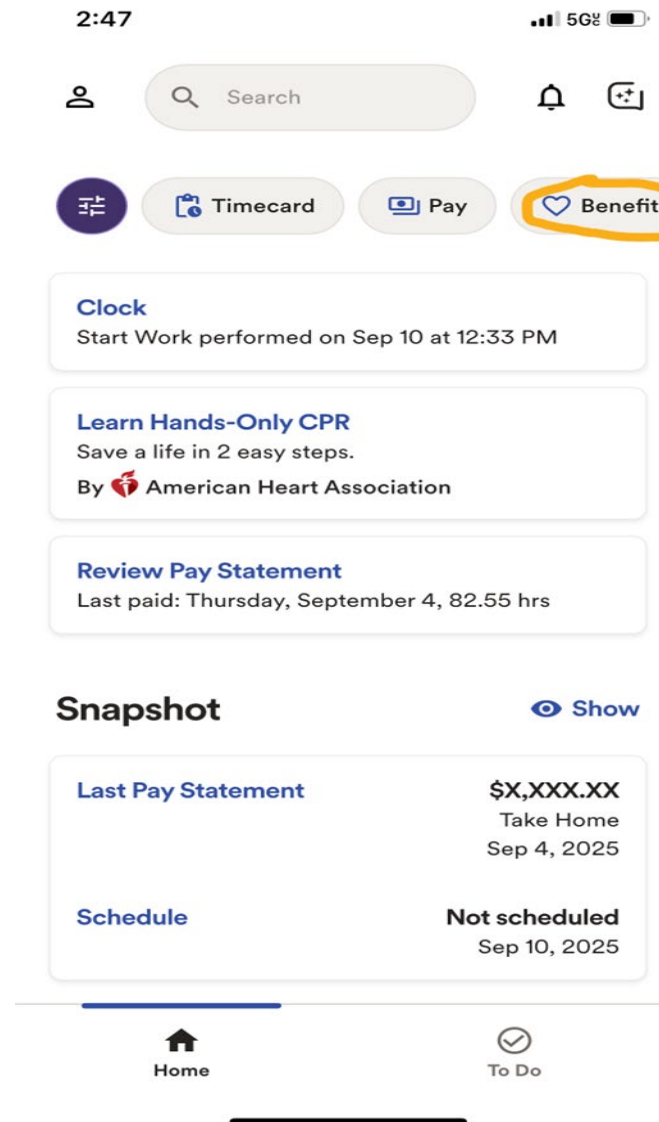 2:47 5G
Search
Timecard Pay Benefit
Clock
Start Work performed on Sep 10 at 12:33 PM
Learn Hands-Only CPR
Save a life in 2 easy steps.
By American Heart Association
Review Pay Statement
Last paid: Thursday, September 4, 82.55 hrs
Snapshot Show
Last Pay Statement $X,XXX.XX
Take Home
Sep 4, 2025
Schedule Not scheduled
Sep 10, 2025
Home To Do